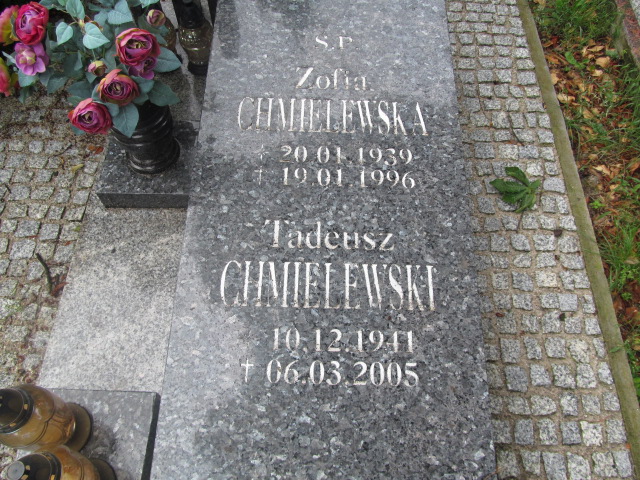 Ś.P.
Zofia
CHMIELEWSKA
* 20.01.1939
† 19.01.1996
Tadeusz
CHMIELEWSKI
10.12.1941
† 06.03.2005